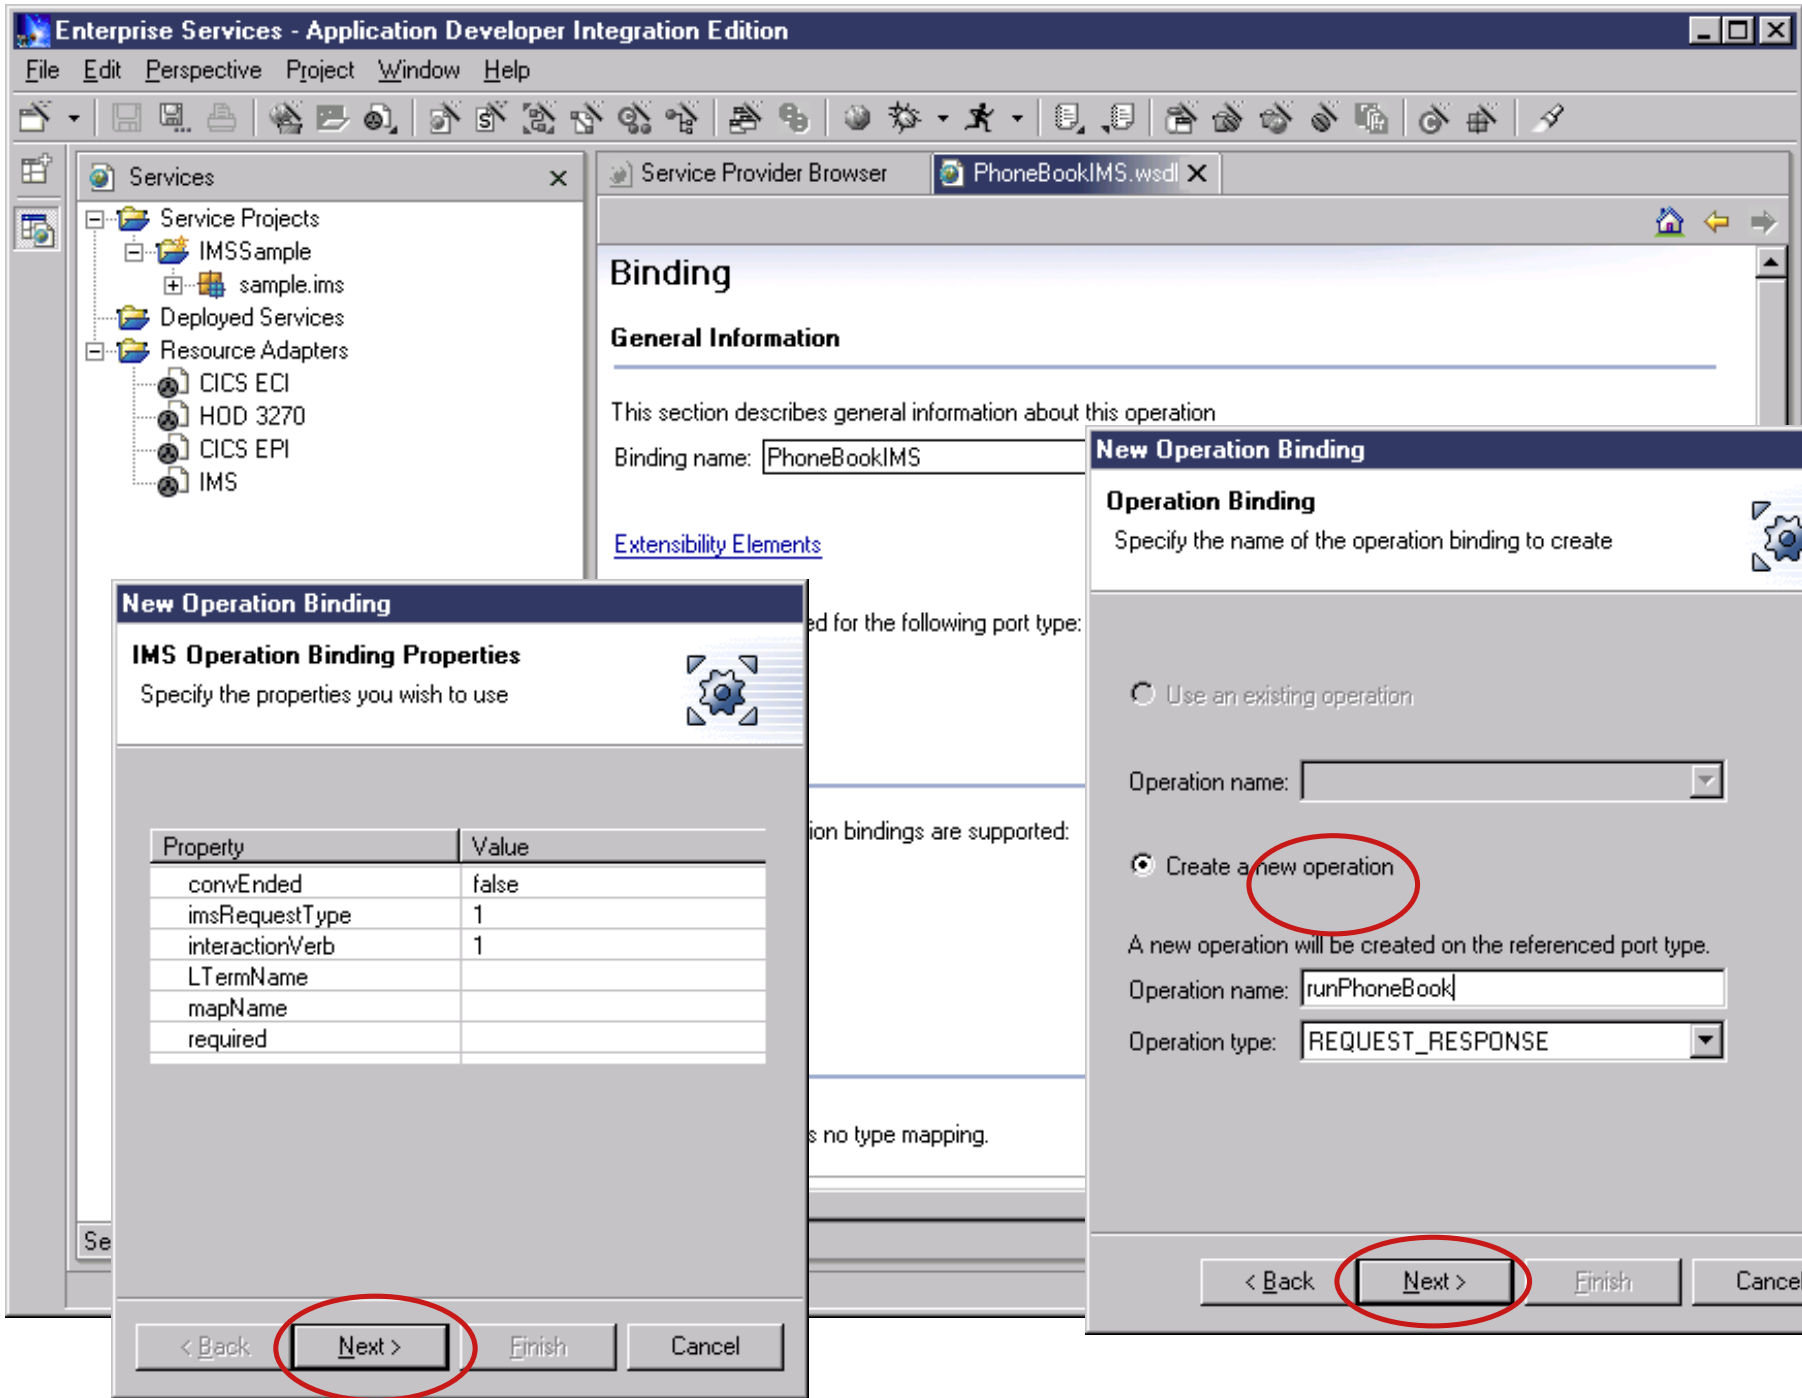 Enterprise Services - Application Developer Integration Edition
File Edit Perspective Project Window Help
Services
Service Projects
IMSSample
sample.ims
Deployed Services
Resource Adapters
CICS ECI
HOD 3270
CICS EPI
IMS
Se
Service Provider Browser PhoneBookIMS.wsdl
Binding
General Information
This section describes general information about this operation
Binding name: PhoneBookIMS
Extensibility Elements
ed for the following port type:
ion bindings are supported:
s no type mapping.
New Operation Binding
IMS Operation Binding Properties
Specify the properties you wish to use
Property Value
convEnded false
imsRequestType 1
interactionVerb 1
LTermName
mapName
required
< Back Next > Finish Cancel
New Operation Binding
Operation Binding
Specify the name of the operation binding to create
Use an existing operation
Operation name:
Create a new operation
A new operation will be created on the referenced port type.
Operation name: runPhoneBook
Operation type: REQUEST_RESPONSE
< Back Next > Finish Cancel